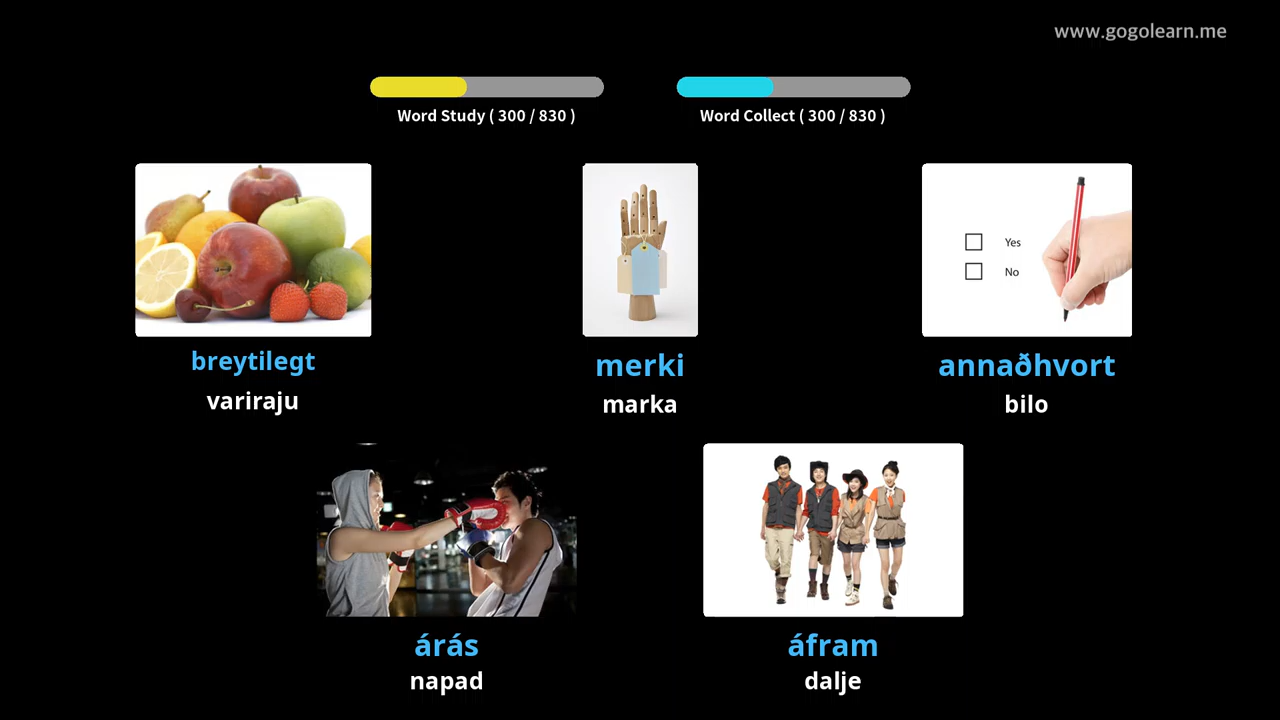 www.gogolearn.me
Word Study ( 300 / 830 )
Word Collect ( 300 / 830 )
Yes
No
breytilegt
merki
annaðhvort
variraju
marka
bilo
árás
áfram
napad
dalje